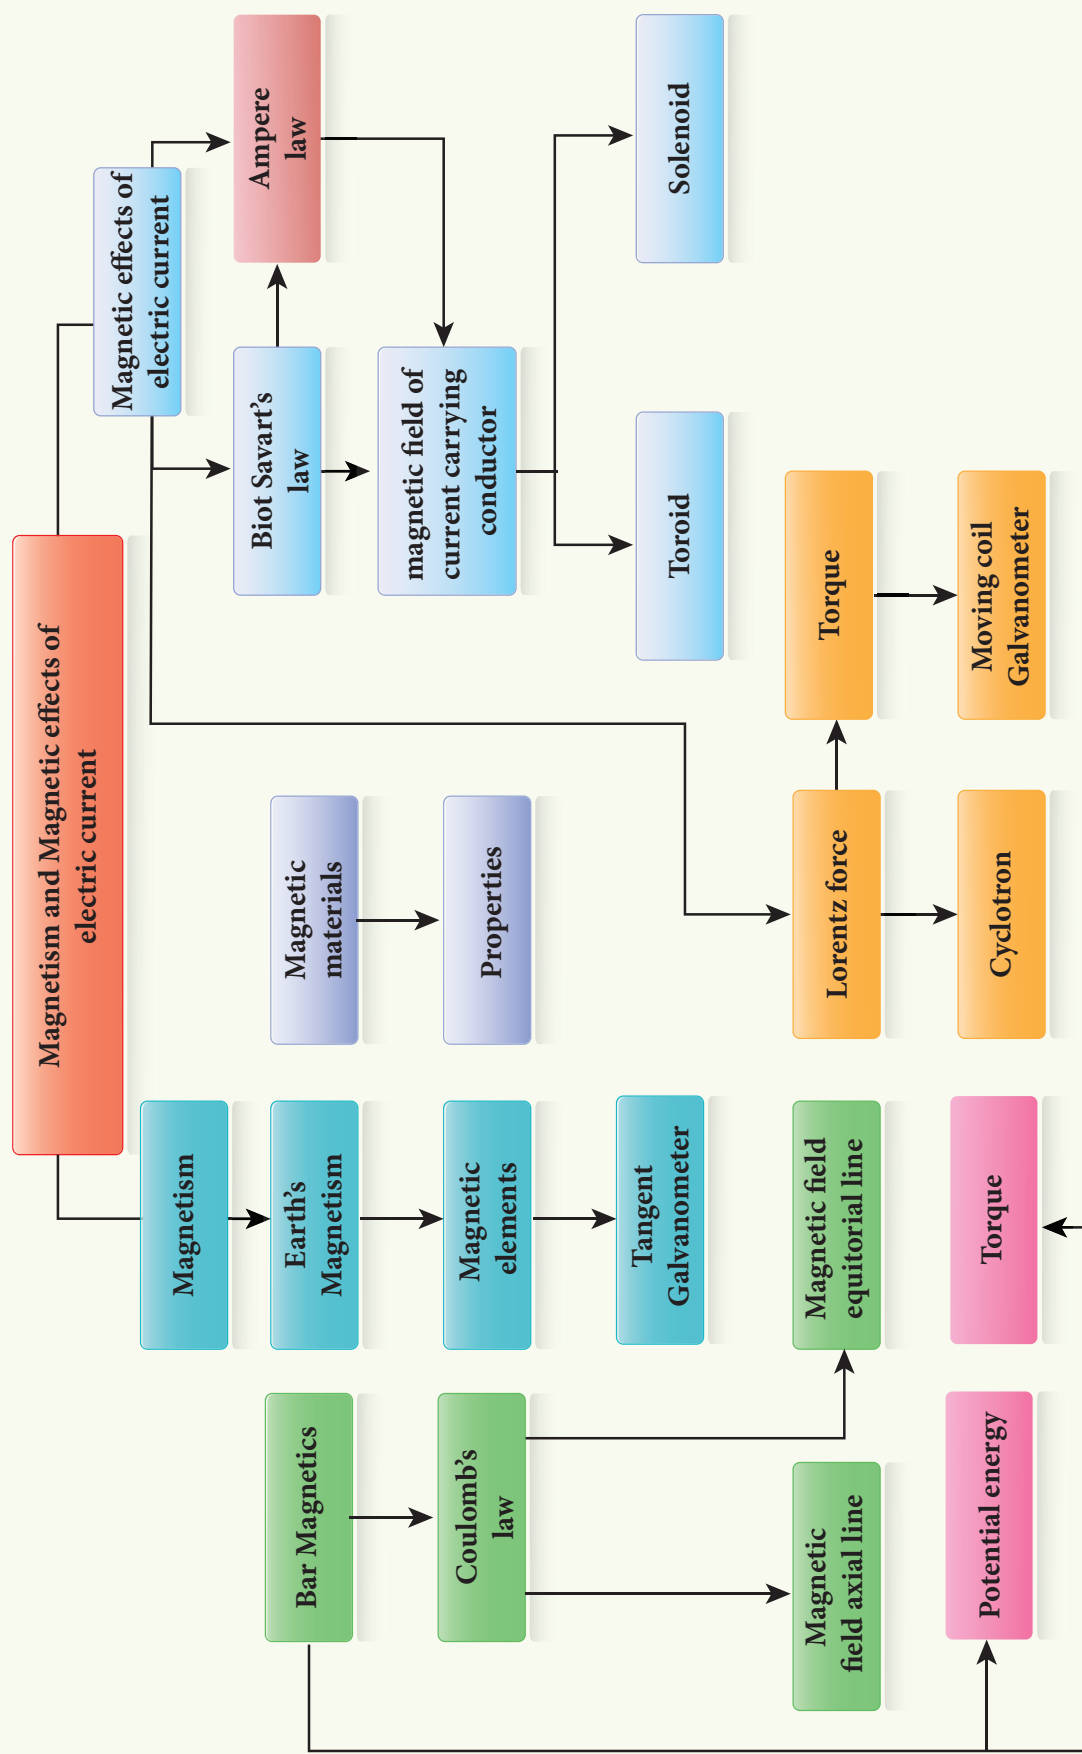 Magnetism and Magnetic effects of
electric current
Magnetism
Magnetic effects of
electric current
Bar Magnetics
Earth's
Magnetism
Magnetic
materials
Biot Savart's
law
Ampere
law
Coulomb's
law
Magnetic
elements
Properties
magnetic field of
current carrying
conductor
Tangent
Galvanometer
Toroid
Solenoid
Magnetic
field axial line
Magnetic field
equitorial line
Lorentz force
Torque
Potential energy
Torque
Cyclotron
Moving coil
Galvanometer